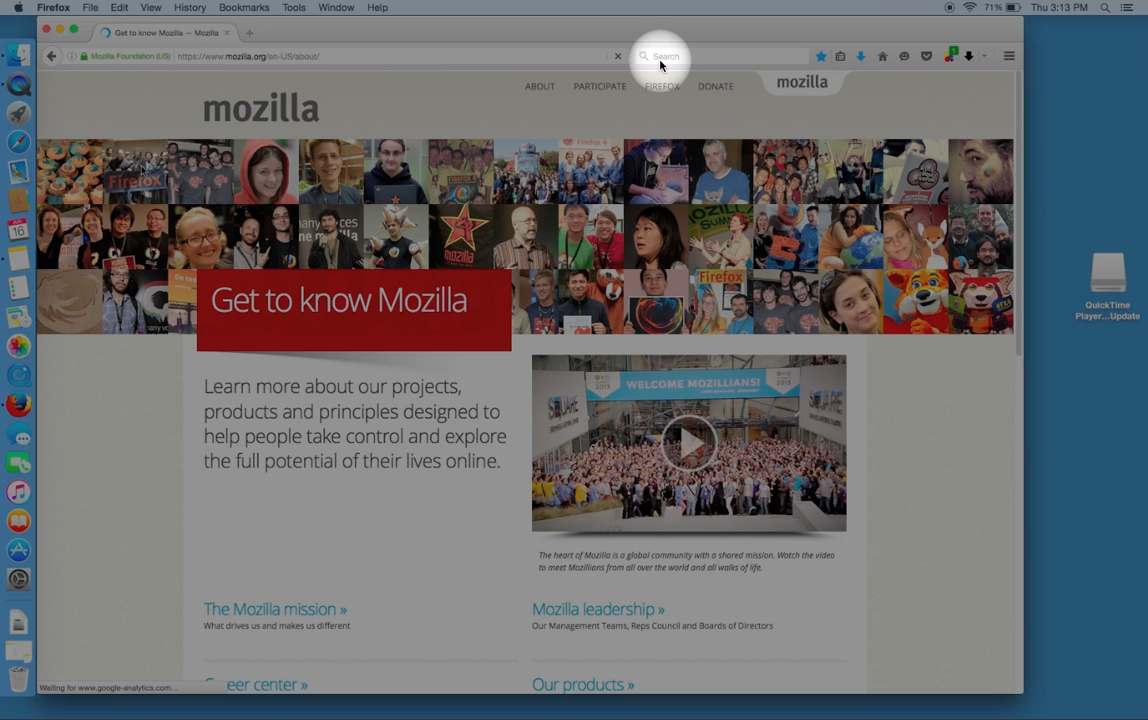 Firefox File Edit View History Bookmarks Tools Window Help
71% Thu 3:13 PM
Get to know Mozilla — Mozilla
Mozilla Foundation (US) https://www.mozilla.org/en-US/about/
Search
ABOUT PARTICIPATE FIREFOX DONATE
mozilla
mozilla
Firefox
Firefox 4
mozilla
Firefox
Get to know Mozilla
Learn more about our projects,
products and principles designed to
help people take control and explore
the full potential of their lives online.
WELCOME MOZILLIANS!
The heart of Mozilla is a global community with a shared mission. Watch the video
to meet Mozillians from all over the world and all walks of life.
The Mozilla mission »
What drives us and makes us different
Mozilla leadership »
Our Management Teams, Reps Council and Boards of Directors
Our products »
Waiting for www.google-analytics.com...
16
QuickTime
Player...Update